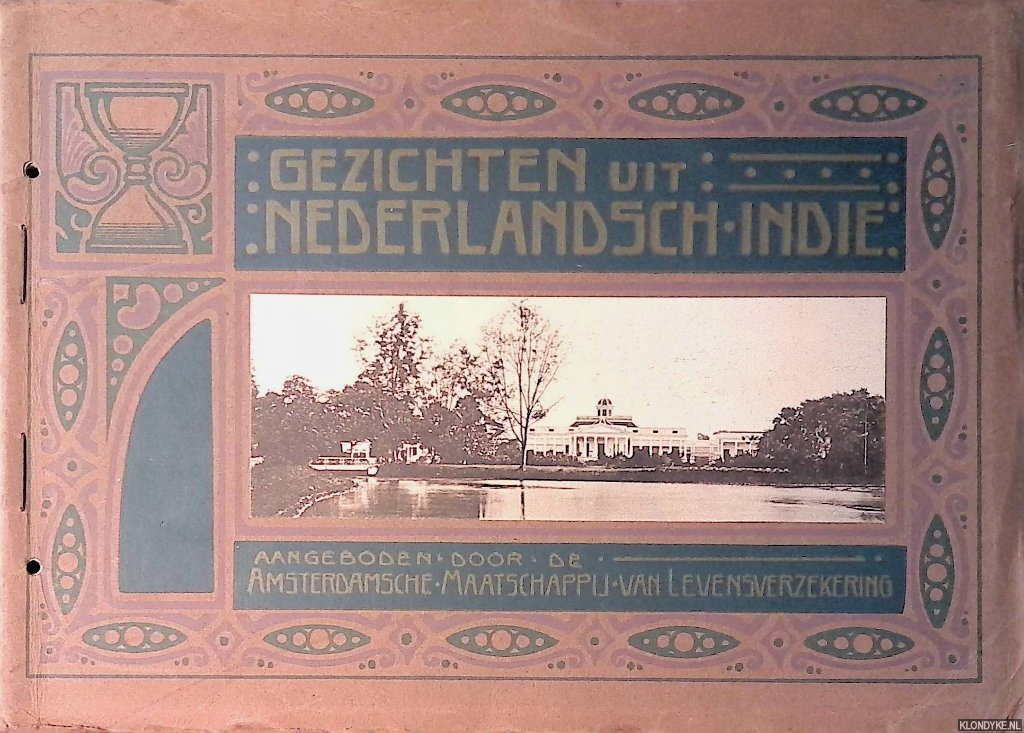 GEZICHTEN UIT
NEDERLANDSCH·INDIE.
AANGEBODEN·DOOR·DE·
AMSTERDAMSCHE·MAATSCHAPPIJ·VAN LEVENSVERZEKERING
KLONDYKE.NL